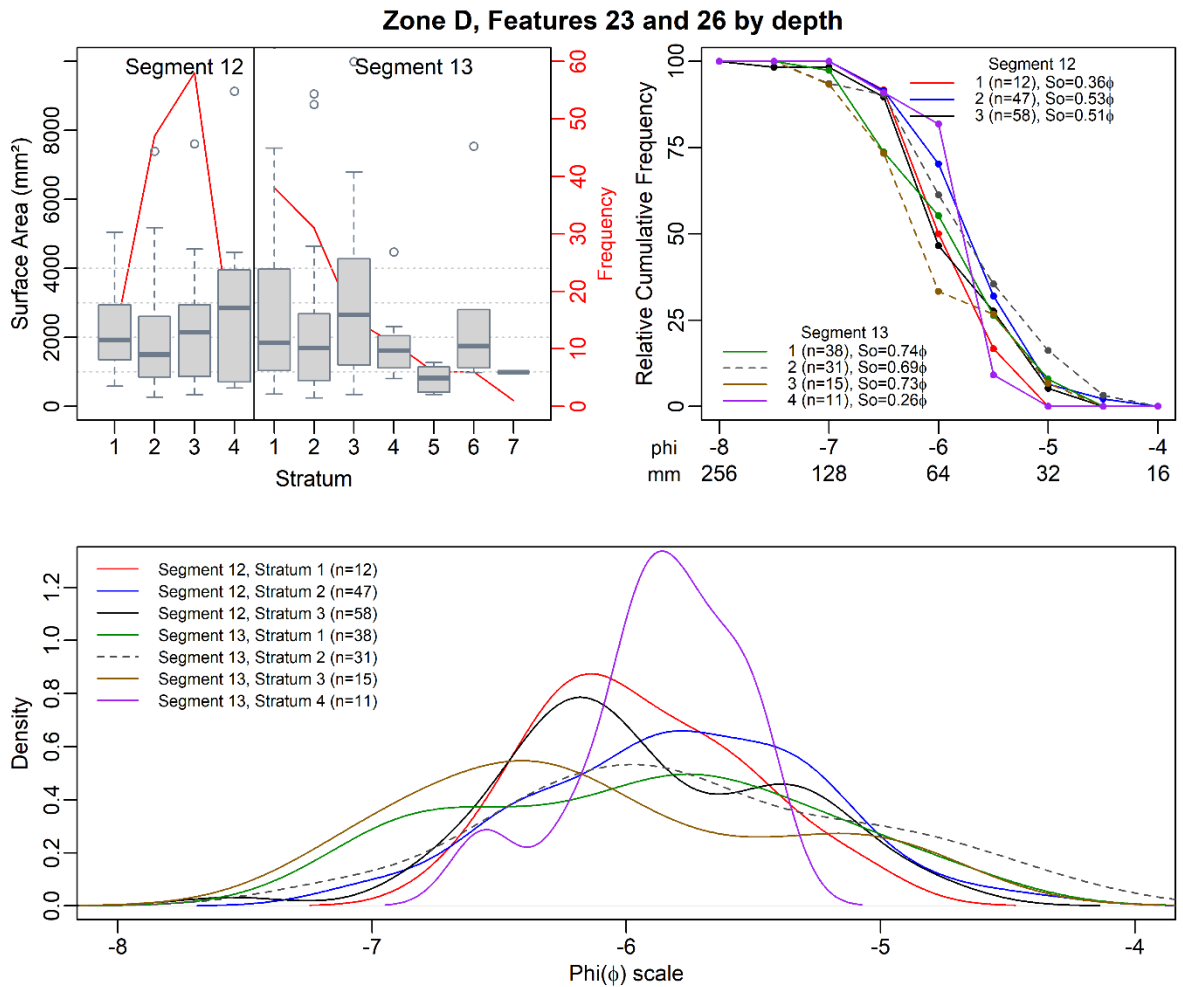 Zone D, Features 23 and 26 by depth
Segment 12
Segment 13
Surface Area (mm²)
0
2000
4000
6000
8000
1
2
3
4
1
2
3
4
5
6
7
Stratum
0
10
20
30
40
50
60
Frequency
Relative Cumulative Frequency
0
25
50
75
100
Segment 12
1 (n=12), So=0.36ϕ
2 (n=47), So=0.53ϕ
3 (n=58), So=0.51ϕ
Segment 13
1 (n=38), So=0.74ϕ
2 (n=31), So=0.69ϕ
3 (n=15), So=0.73ϕ
4 (n=11), So=0.26ϕ
phi -8 -7 -6 -5 -4
mm 256 128 64 32 16
Density
0.0
0.2
0.4
0.6
0.8
1.0
1.2
Segment 12, Stratum 1 (n=12)
Segment 12, Stratum 2 (n=47)
Segment 12, Stratum 3 (n=58)
Segment 13, Stratum 1 (n=38)
Segment 13, Stratum 2 (n=31)
Segment 13, Stratum 3 (n=15)
Segment 13, Stratum 4 (n=11)
-8 -7 -6 -5 -4
Phi(ϕ) scale